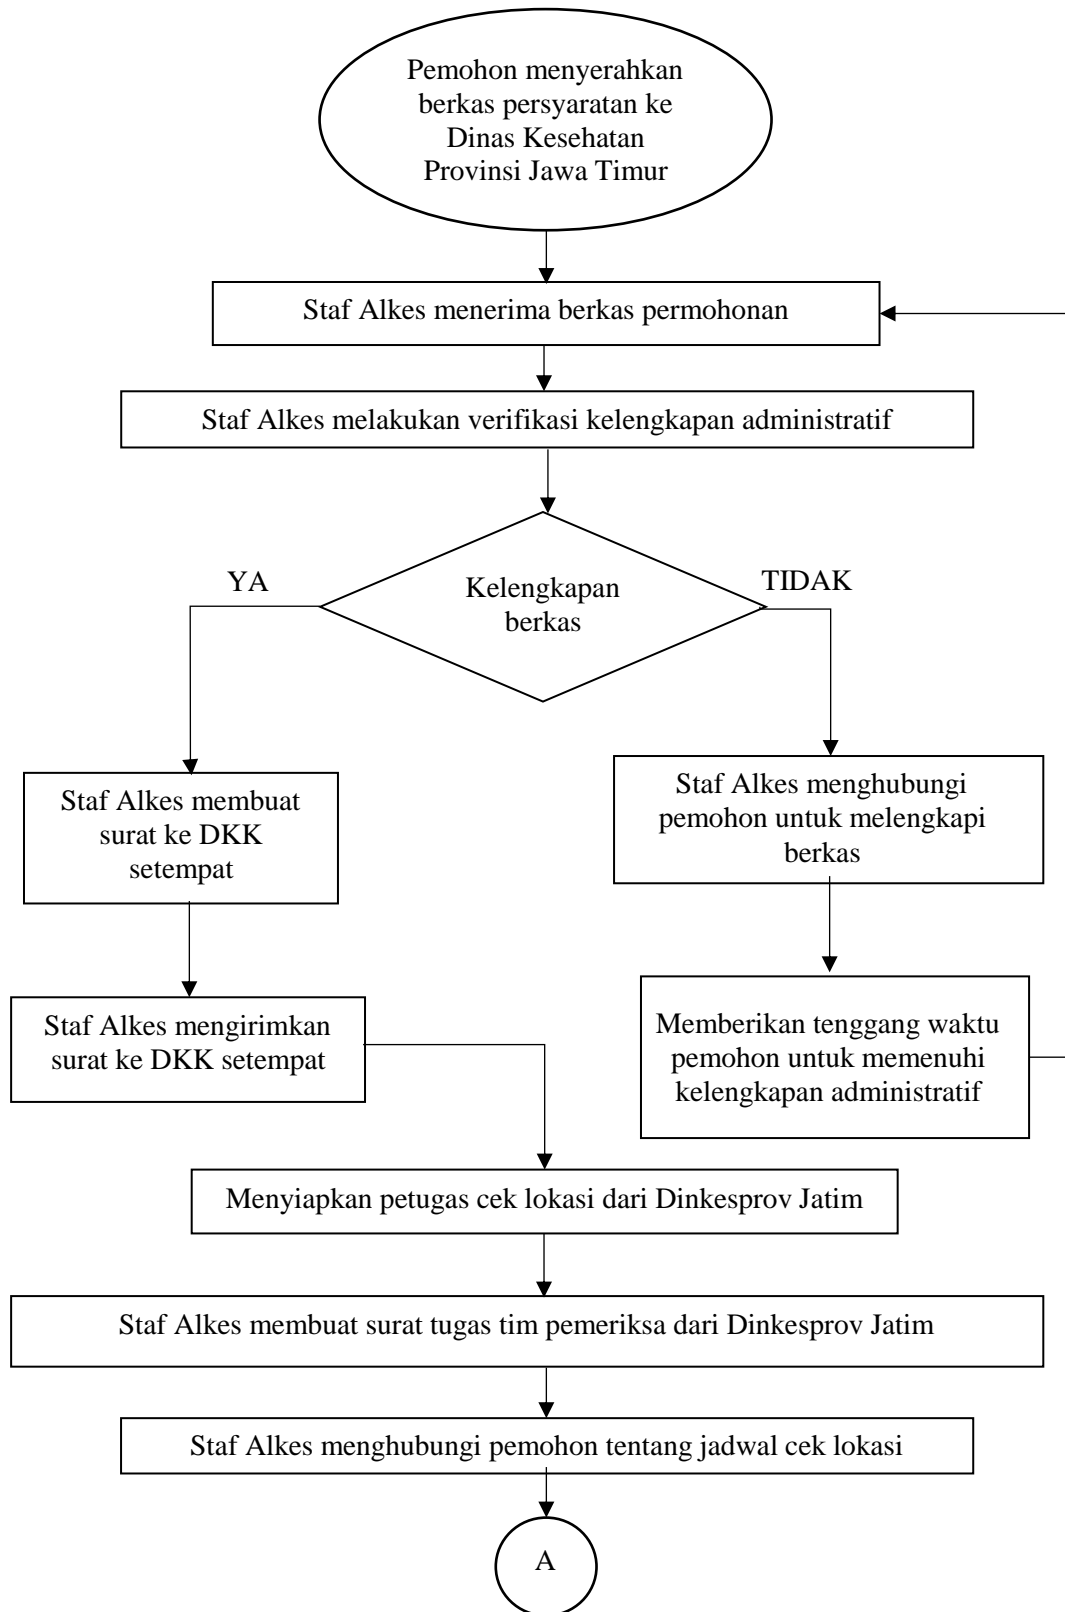 Pemohon menyerahkan
berkas persyaratan ke
Dinas Kesehatan
Provinsi Jawa Timur
Staf Alkes menerima berkas permohonan
Staf Alkes melakukan verifikasi kelengkapan administratif
YA
Kelengkapan
berkas
TIDAK
Staf Alkes membuat
surat ke DKK
setempat
Staf Alkes menghubungi
pemohon untuk melengkapi
berkas
Staf Alkes mengirimkan
surat ke DKK setempat
Memberikan tenggang waktu
pemohon untuk memenuhi
kelengkapan administratif
Menyiapkan petugas cek lokasi dari Dinkesprov Jatim
Staf Alkes membuat surat tugas tim pemeriksa dari Dinkesprov Jatim
Staf Alkes menghubungi pemohon tentang jadwal cek lokasi
A